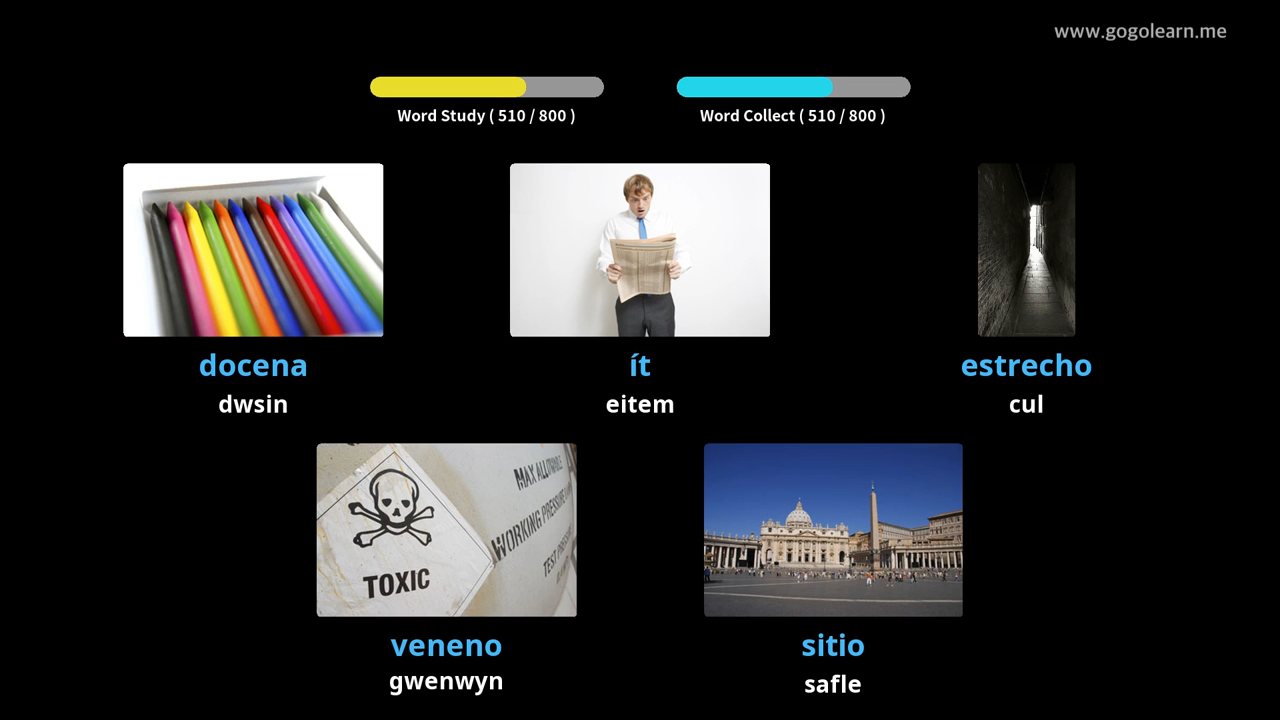 www.gogolearn.me
Word Study ( 510 / 800 )
Word Collect ( 510 / 800 )
docena
dwsin
ít
eitem
estrecho
cul
TOXIC
MAX ALLOWABLE
WORKING PRESSURE
veneno
gwenwyn
sitio
safle